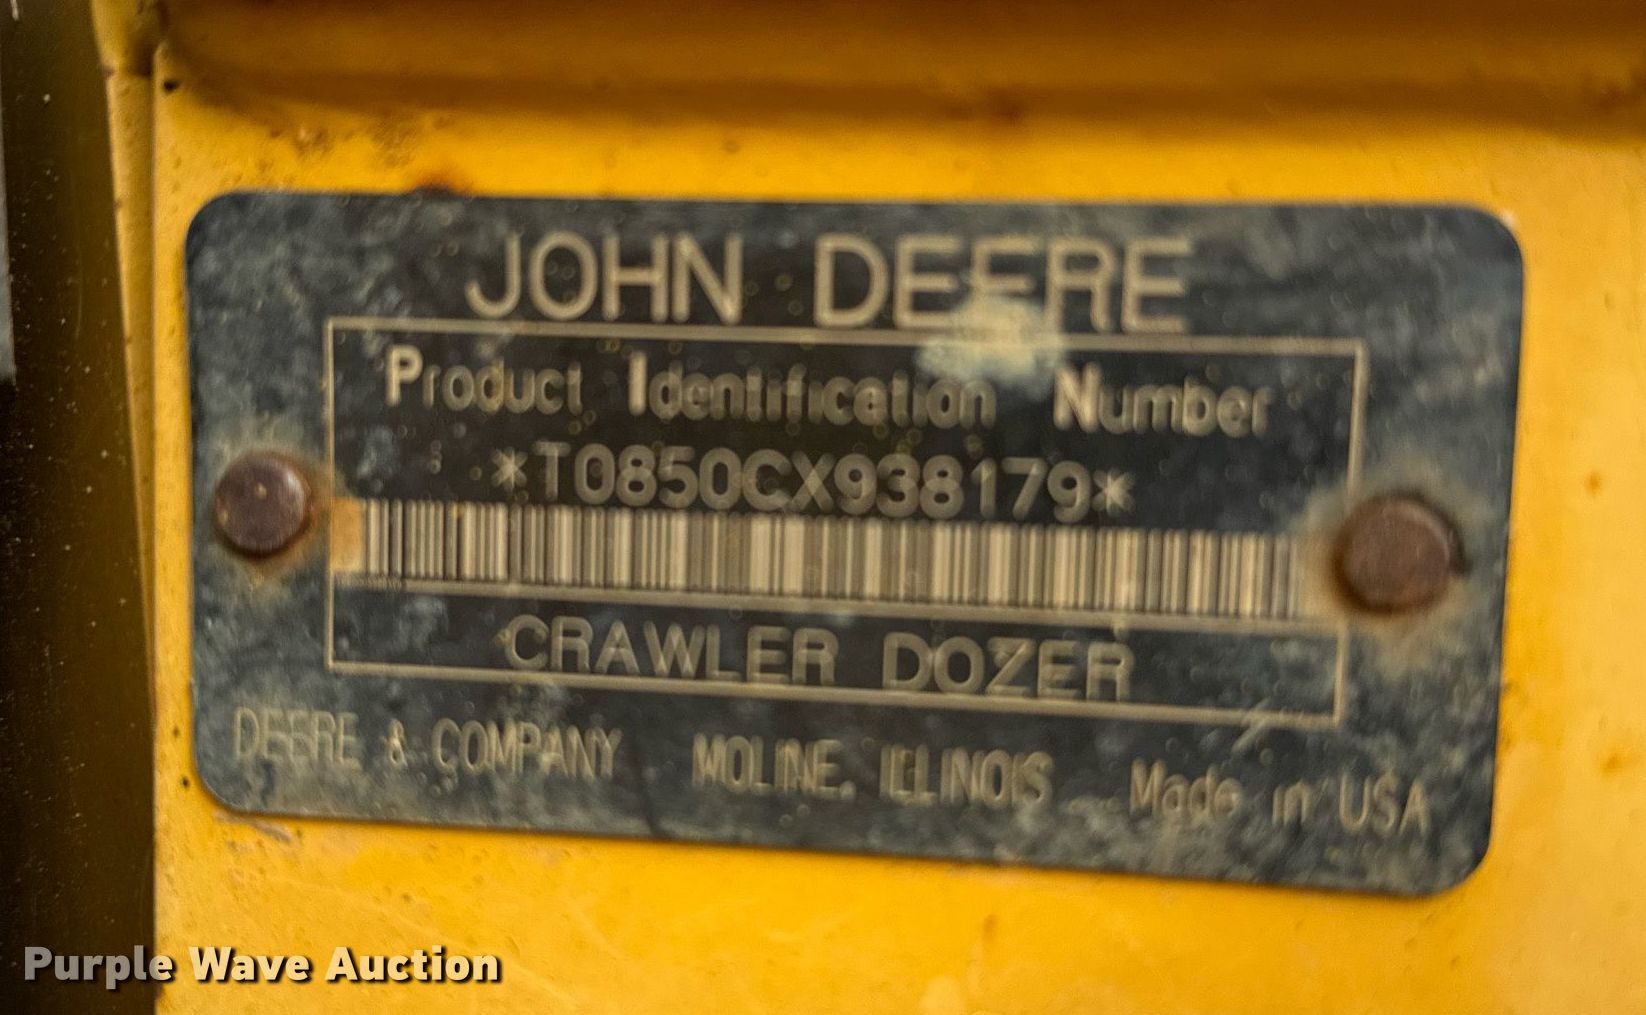 JOHN DEERE
Product Identification Number
*T0850CX938179*
CRAWLER DOZER
DEERE & COMPANY MOLINE, ILLINOIS Made in USA
Purple Wave Auction